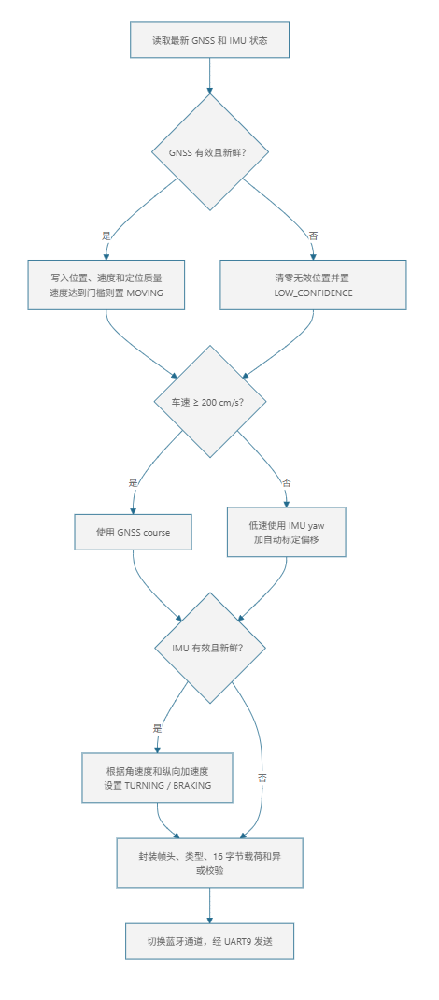 读取最新 GNSS 和 IMU 状态
GNSS 有效且新鲜?
是
否
写入位置、速度和定位质量
速度达到门槛则置 MOVING
清零无效位置并置
LOW_CONFIDENCE
车速 ≥ 200 cm/s?
是
否
使用 GNSS course
低速使用 IMU yaw
加自动标定偏移
IMU 有效且新鲜?
是
根据角速度和纵向加速度
设置 TURNING / BRAKING
否
封装帧头、类型、16 字节载荷和异
或校验
切换蓝牙通道，经 UART9 发送